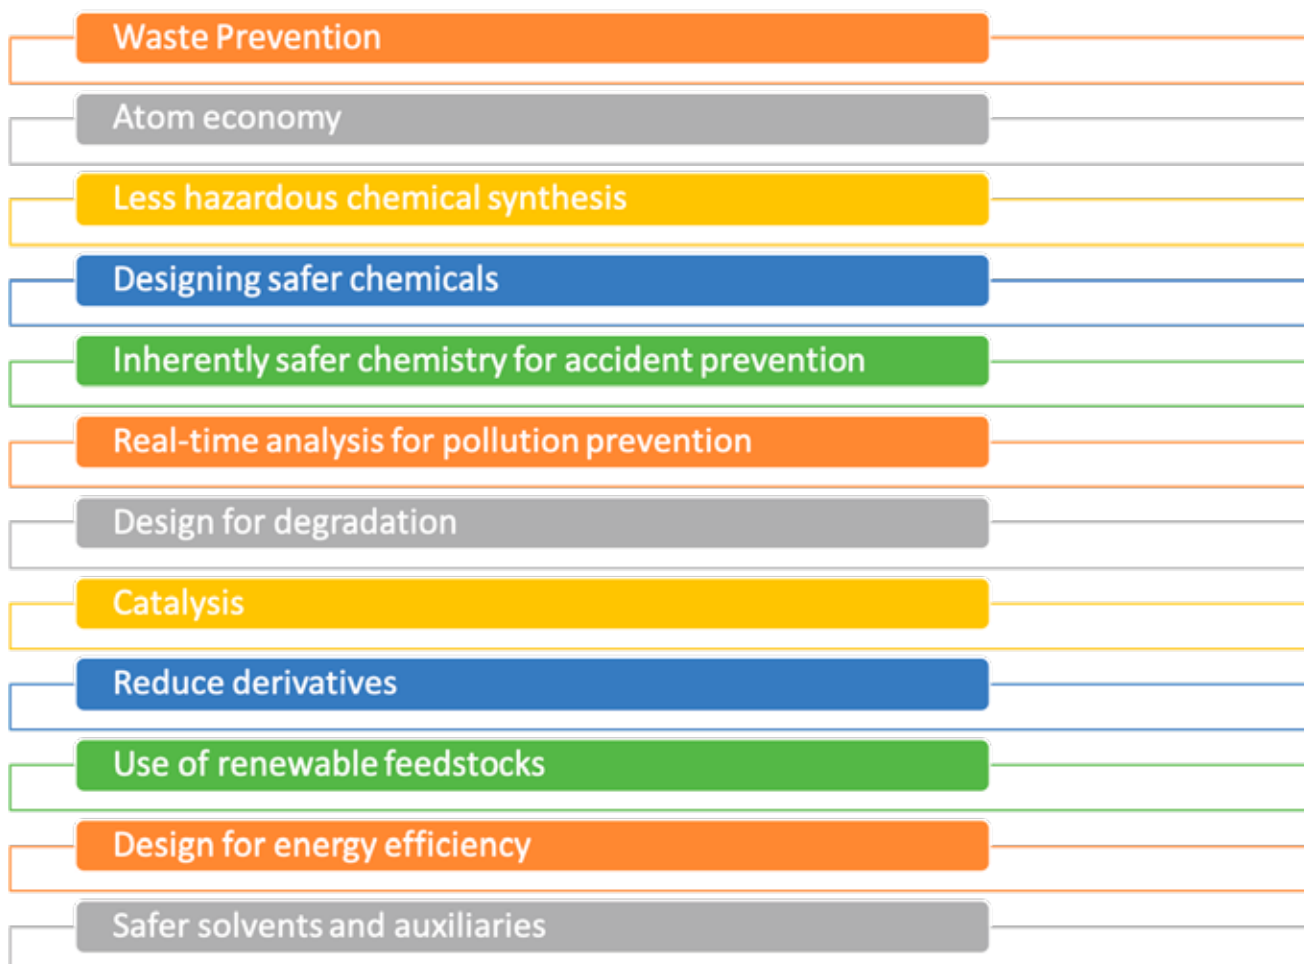 Waste Prevention
Atom economy
Less hazardous chemical synthesis
Designing safer chemicals
Inherently safer chemistry for accident prevention
Real-time analysis for pollution prevention
Design for degradation
Catalysis
Reduce derivatives
Use of renewable feedstocks
Design for energy efficiency
Safer solvents and auxiliaries